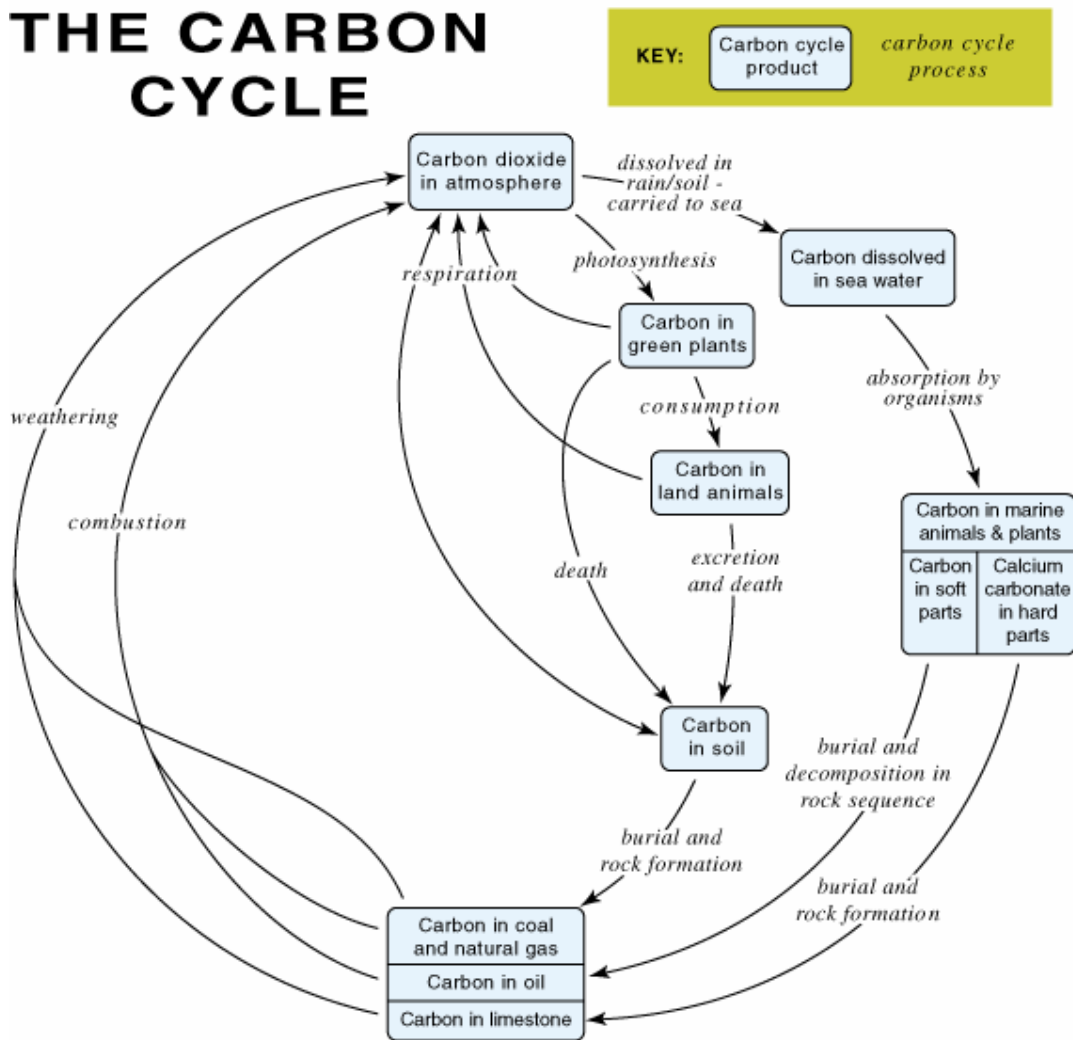 THE CARBON
CYCLE
KEY:
Carbon cycle
product
carbon cycle
process
Carbon dioxide
in atmosphere
dissolved in
rain/soil -
carried to sea
Carbon dissolved
in sea water
respiration
photosynthesis
Carbon in
green plants
absorption by
organisms
weathering
consumption
Carbon in
land animals
combustion
Carbon in marine
animals & plants
Carbon
in soft
parts
Calcium
carbonate
in hard
parts
death
excretion
and death
Carbon
in soil
burial and
decomposition in
rock sequence
burial and
rock formation
burial and
rock formation
Carbon in coal
and natural gas
Carbon in oil
Carbon in limestone